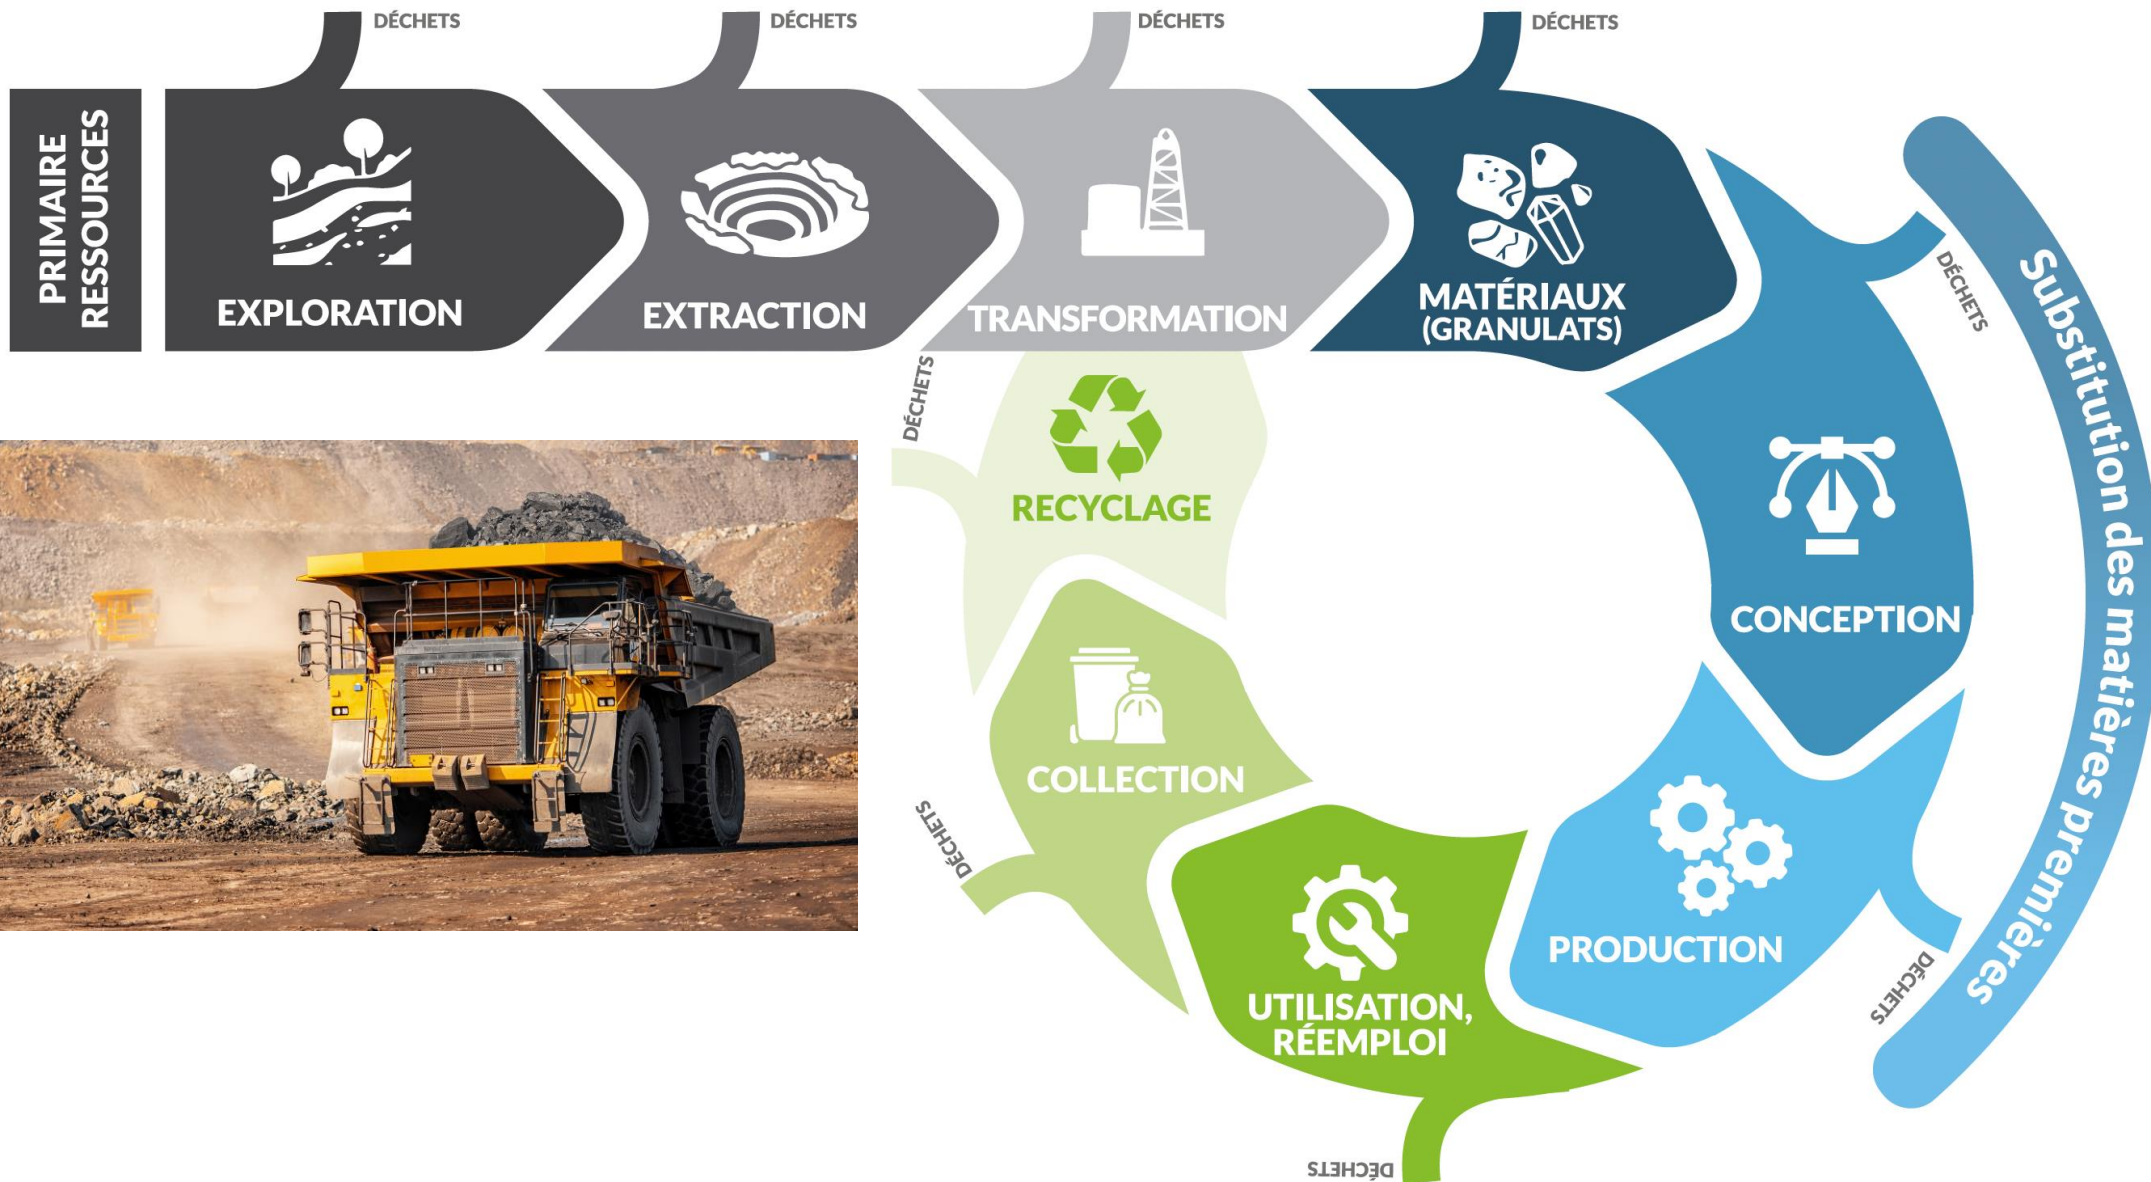 DÉCHETS
DÉCHETS
DÉCHETS
DÉCHETS
PRIMAIRE
RESSOURCES
EXPLORATION
EXTRACTION
TRANSFORMATION
MATÉRIAUX
(GRANULATS)
DÉCHETS
Substitution des matières premières
CONCEPTION
DÉCHETS
PRODUCTION
UTILISATION,
RÉEMPLOI
DÉCHETS
COLLECTION
DÉCHETS
RECYCLAGE
DÉCHETS